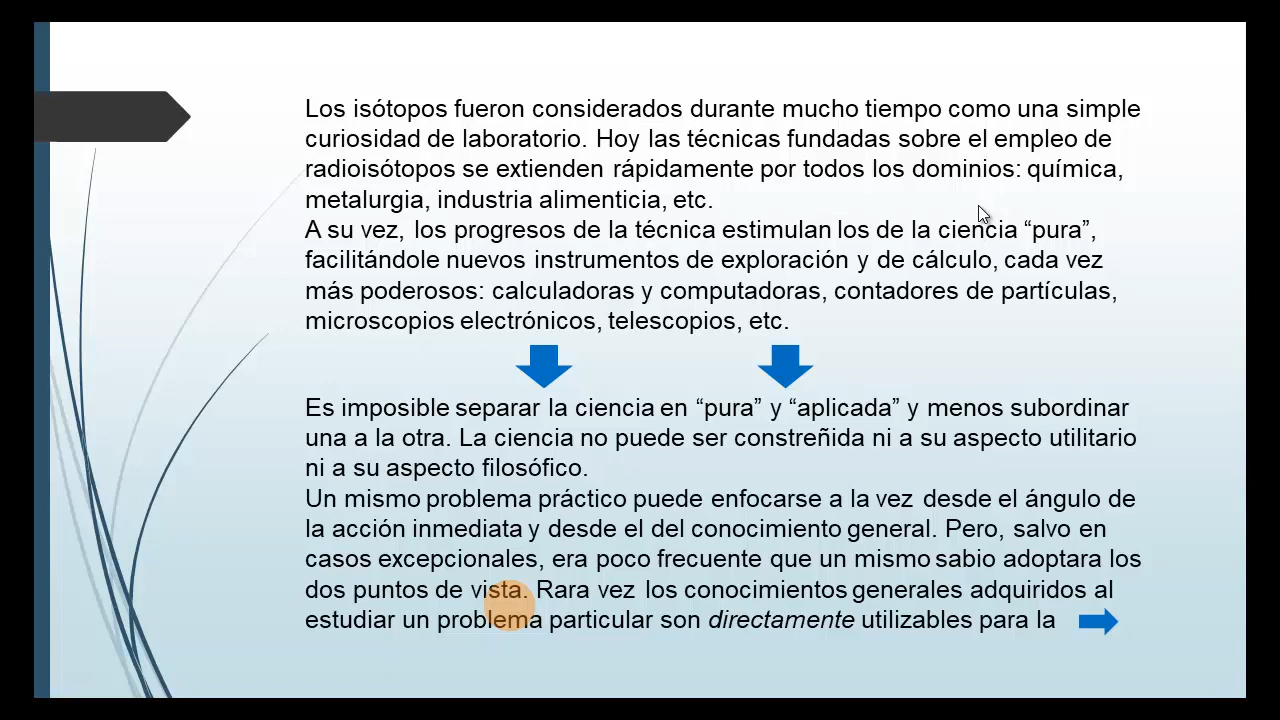 Los isótopos fueron considerados durante mucho tiempo como una simple
curiosidad de laboratorio. Hoy las técnicas fundadas sobre el empleo de
radioisótopos se extienden rápidamente por todos los dominios: química,
metalurgia, industria alimenticia, etc.
A su vez, los progresos de la técnica estimulan los de la ciencia “pura”,
facilitándole nuevos instrumentos de exploración y de cálculo, cada vez
más poderosos: calculadoras y computadoras, contadores de partículas,
microscopios electrónicos, telescopios, etc.
Es imposible separar la ciencia en “pura” y “aplicada” y menos subordinar
una a la otra. La ciencia no puede ser constreñida ni a su aspecto utilitario
ni a su aspecto filosófico.
Un mismo problema práctico puede enfocarse a la vez desde el ángulo de
la acción inmediata y desde el del conocimiento general. Pero, salvo en
casos excepcionales, era poco frecuente que un mismo sabio adoptara los
dos puntos de vista. Rara vez los conocimientos generales adquiridos al
estudiar un problema particular son directamente utilizables para la